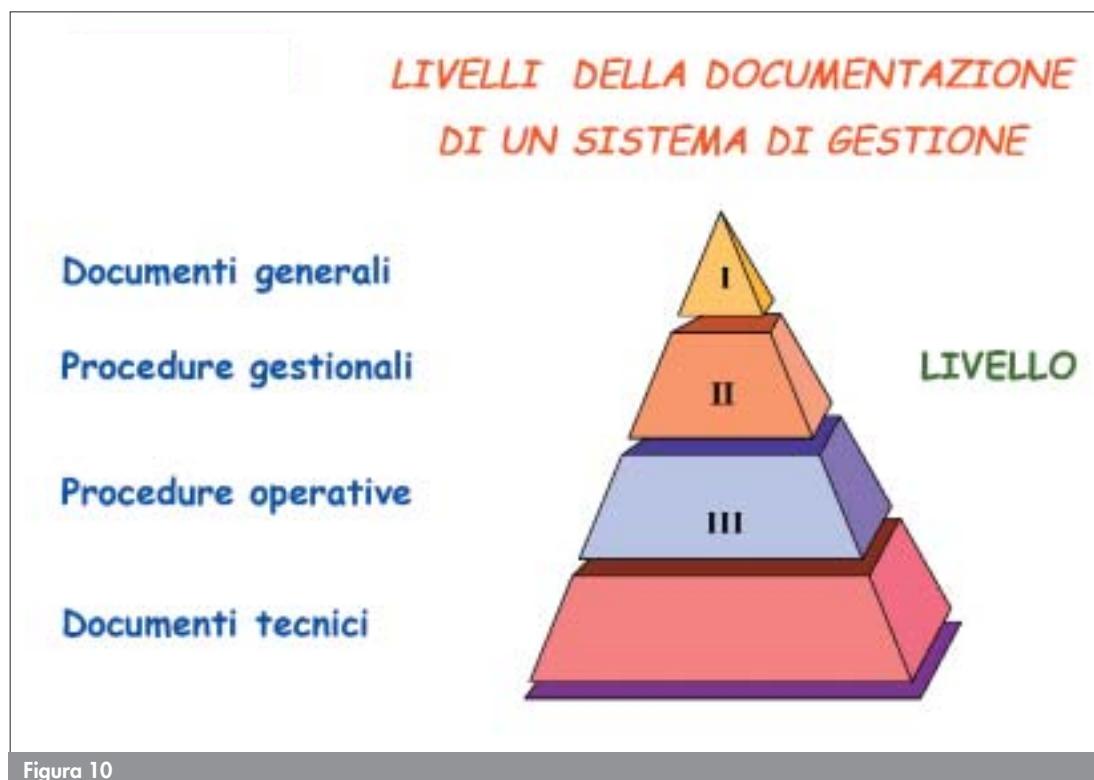 LIVELLI DELLA DOCUMENTAZIONE
DI UN SISTEMA DI GESTIONE
Documenti generali
I
Procedure gestionali
II
LIVELLO
Procedure operative
III
Documenti tecnici
Figura 10